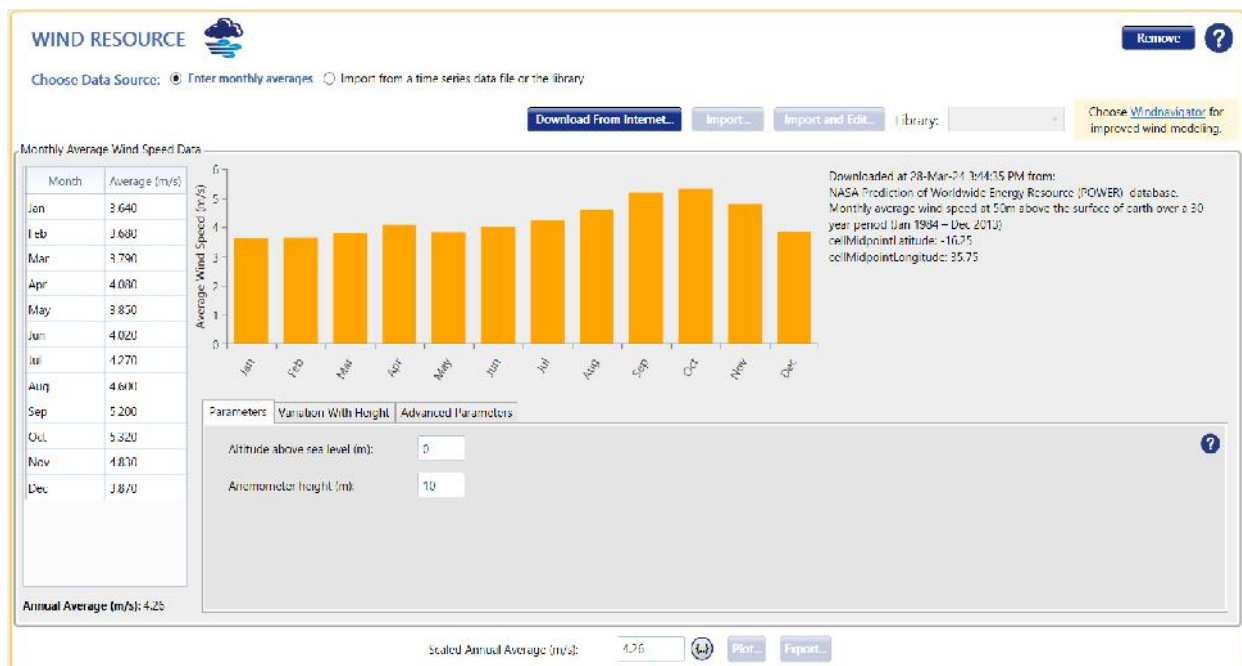 WIND RESOURCE
Remove
?
Choose Data Source: Enter monthly averages Import from a time series data file or the library
Download From Internet... Import... Import and Edit... Library:
Choose Windnavigator for
improved wind modeling.
Monthly Average Wind Speed Data
Month Average (m/s)
Jan 3.640
Feb 3.680
Mar 3.790
Apr 4.080
May 3.850
Jun 4.020
Jul 4.270
Aug 4.600
Sep 5.200
Oct 5.320
Nov 4.830
Dec 3.870
Annual Average (m/s): 4.26
Average Wind Speed (m/s)
6
5
4
3
2
1
0
Jan Feb Mar Apr May Jun Jul Aug Sep Oct Nov Dec
Downloaded at 28-Mar-24 3:44:35 PM from:
NASA Prediction of Worldwide Energy Resource (POWER) database.
Monthly average wind speed at 50m above the surface of earth over a 30
year period (Jan 1984 – Dec 2013)
cellMidpointLatitude: -16.25
cellMidpointLongitude: 35.75
Parameters Variation With Height Advanced Parameters
Altitude above sea level (m): 0
?
Anemometer height (m): 10
Scaled Annual Average (m/s): 4.26 {..} Plot... Export...